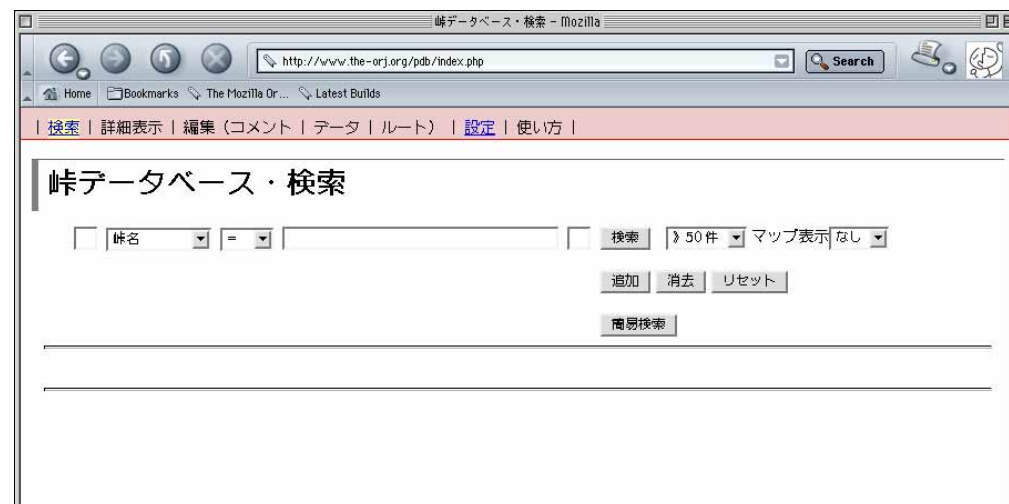 峠データベース・検索 - Mozilla
http://www.the-orj.org/pdb/index.php
Search
Home Bookmarks The Mozilla Or... Latest Builds
| 検索 | 詳細表示 | 編集（コメント | データ | ルート） | 設定 | 使い方 |
峠データベース・検索
峠名 = 検索 》50件 マップ表示 なし
追加 消去 リセット
簡易検索